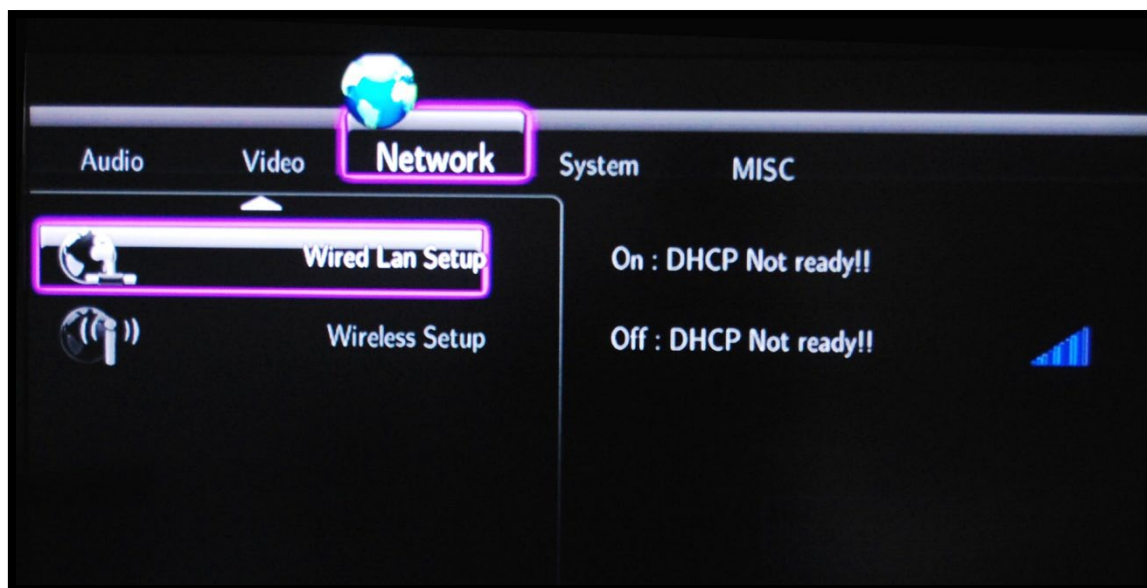 Audio Video Network System MISC
Wired Lan Setup On : DHCP Not ready!!
Wireless Setup Off : DHCP Not ready!!